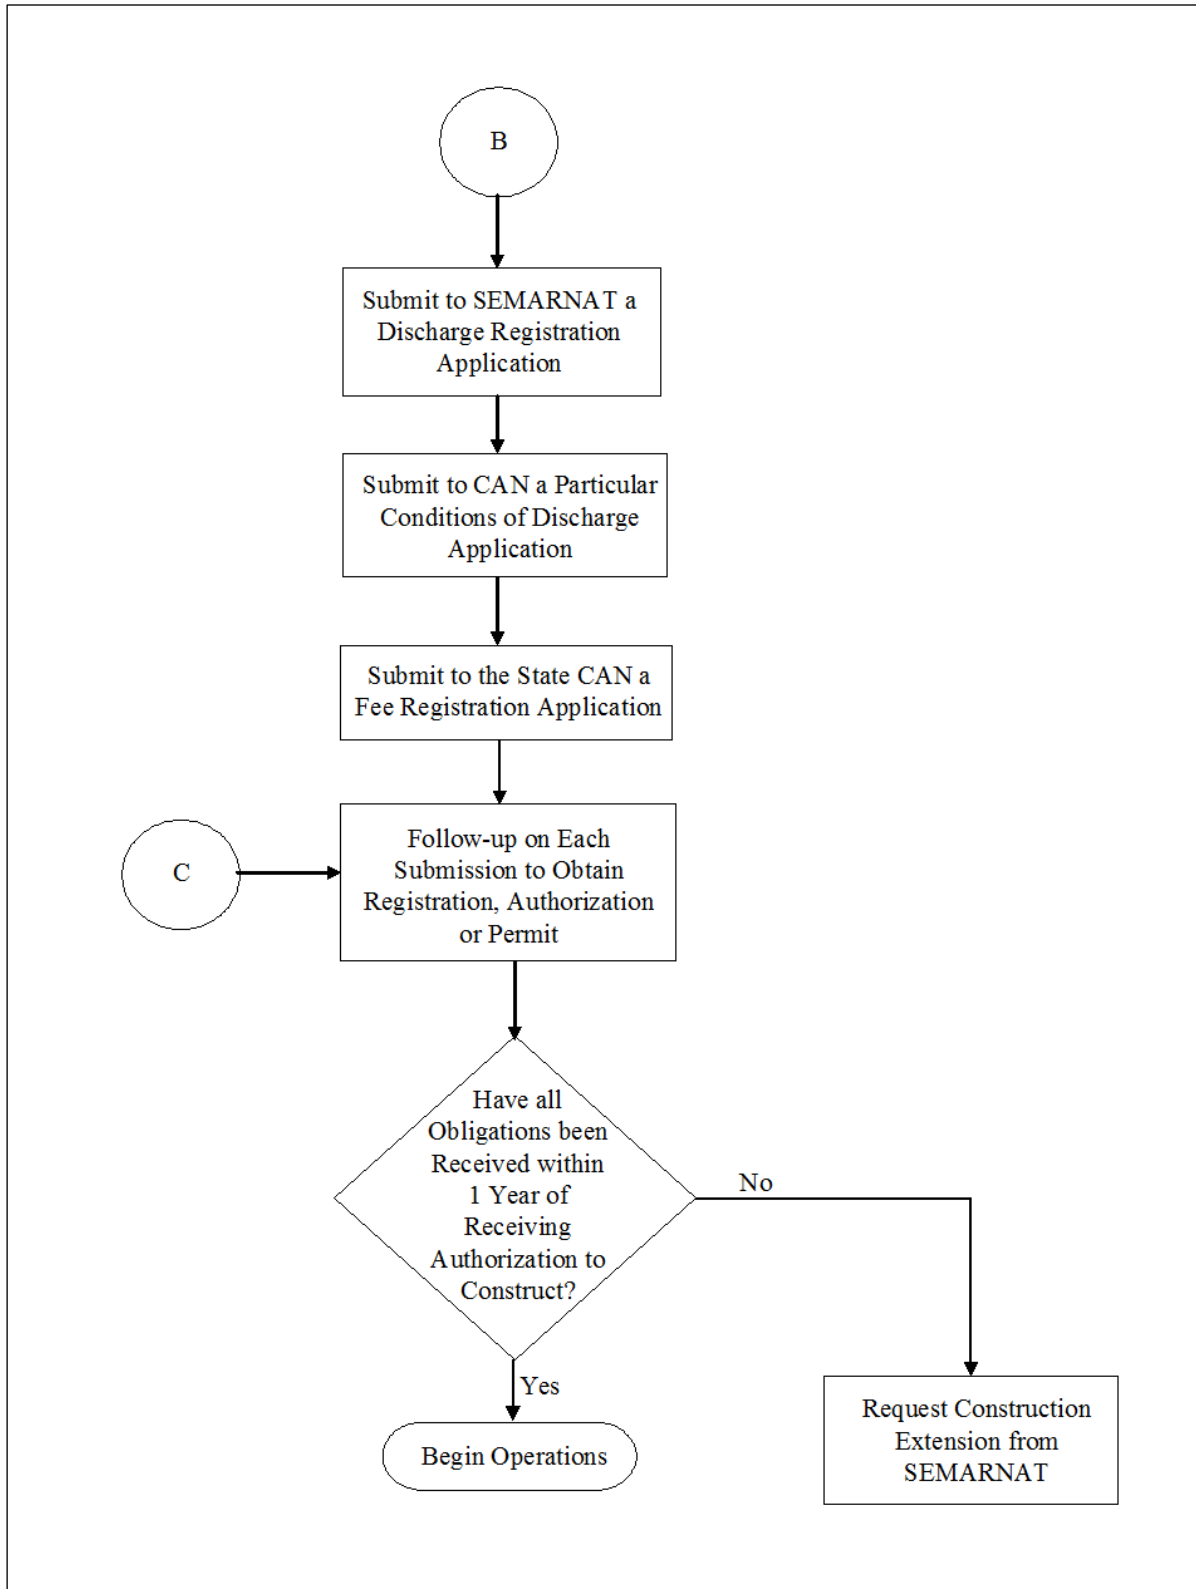 B
Submit to SEMARNAT a
Discharge Registration
Application
Submit to CAN a Particular
Conditions of Discharge
Application
Submit to the State CAN a
Fee Registration Application
Follow-up on Each
Submission to Obtain
Registration, Authorization
or Permit
C
Have all
Obligations been
Received within
1 Year of
Receiving
Authorization to
Construct?
No
Yes
Begin Operations
Request Construction
Extension from
SEMARNAT